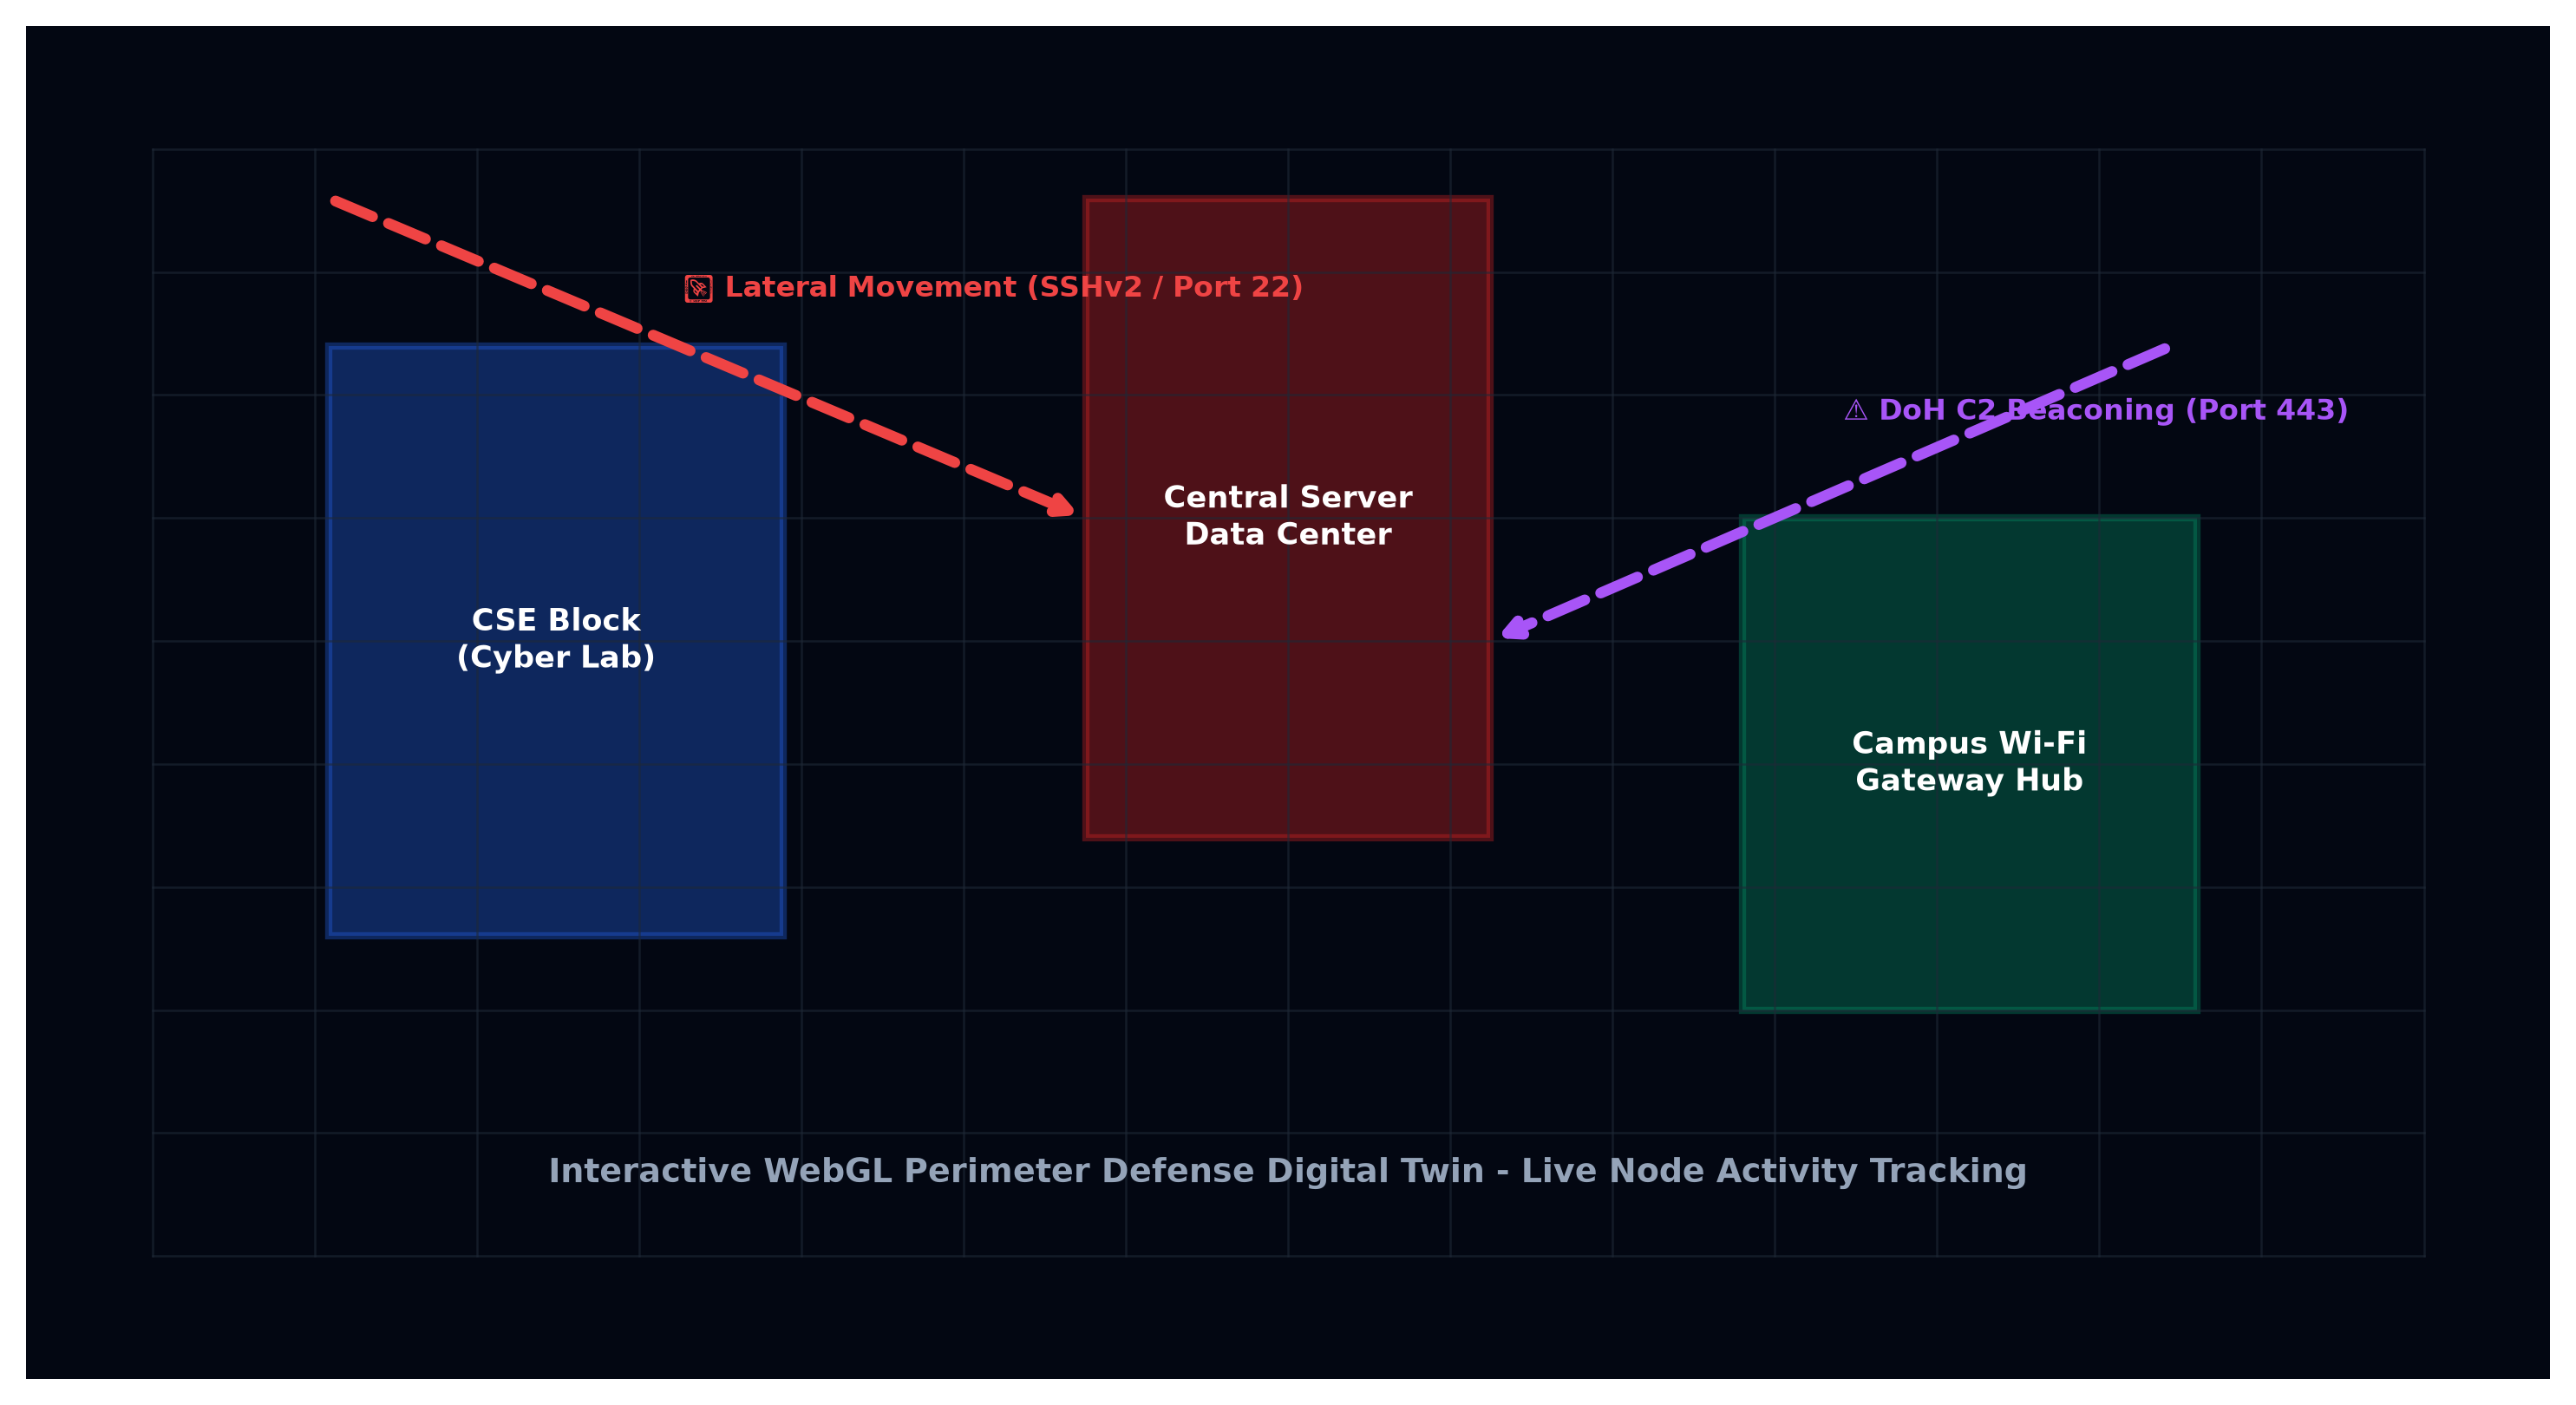 🚀 Lateral Movement (SSHv2 / Port 22)
⚠ DoH C2 Beaconing (Port 443)
Central Server
Data Center
CSE Block
(Cyber Lab)
Campus Wi-Fi
Gateway Hub
Interactive WebGL Perimeter Defense Digital Twin - Live Node Activity Tracking